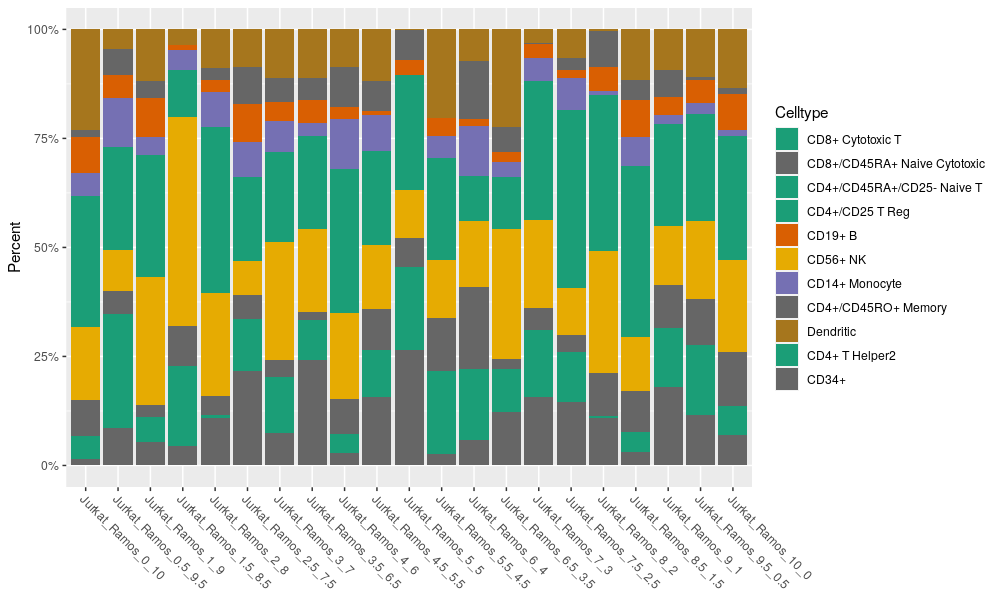 100%
75%
50%
25%
0%
Percent
Jurkat_Ramos_0_10
Jurkat_Ramos_0.5_9.5
Jurkat_Ramos_1_9
Jurkat_Ramos_1.5_8.5
Jurkat_Ramos_2_8
Jurkat_Ramos_2.5_7.5
Jurkat_Ramos_3_7
Jurkat_Ramos_3.5_6.5
Jurkat_Ramos_4_6
Jurkat_Ramos_4.5_5.5
Jurkat_Ramos_5_5
Jurkat_Ramos_5.5_4.5
Jurkat_Ramos_6_4
Jurkat_Ramos_6.5_3.5
Jurkat_Ramos_7_3
Jurkat_Ramos_7.5_2.5
Jurkat_Ramos_8_2
Jurkat_Ramos_8.5_1.5
Jurkat_Ramos_9_1
Jurkat_Ramos_9.5_0.5
Jurkat_Ramos_10_0
Celltype
CD8+ Cytotoxic T
CD8+/CD45RA+ Naive Cytotoxic
CD4+/CD45RA+/CD25- Naive T
CD4+/CD25 T Reg
CD19+ B
CD56+ NK
CD14+ Monocyte
CD4+/CD45RO+ Memory
Dendritic
CD4+ T Helper2
CD34+